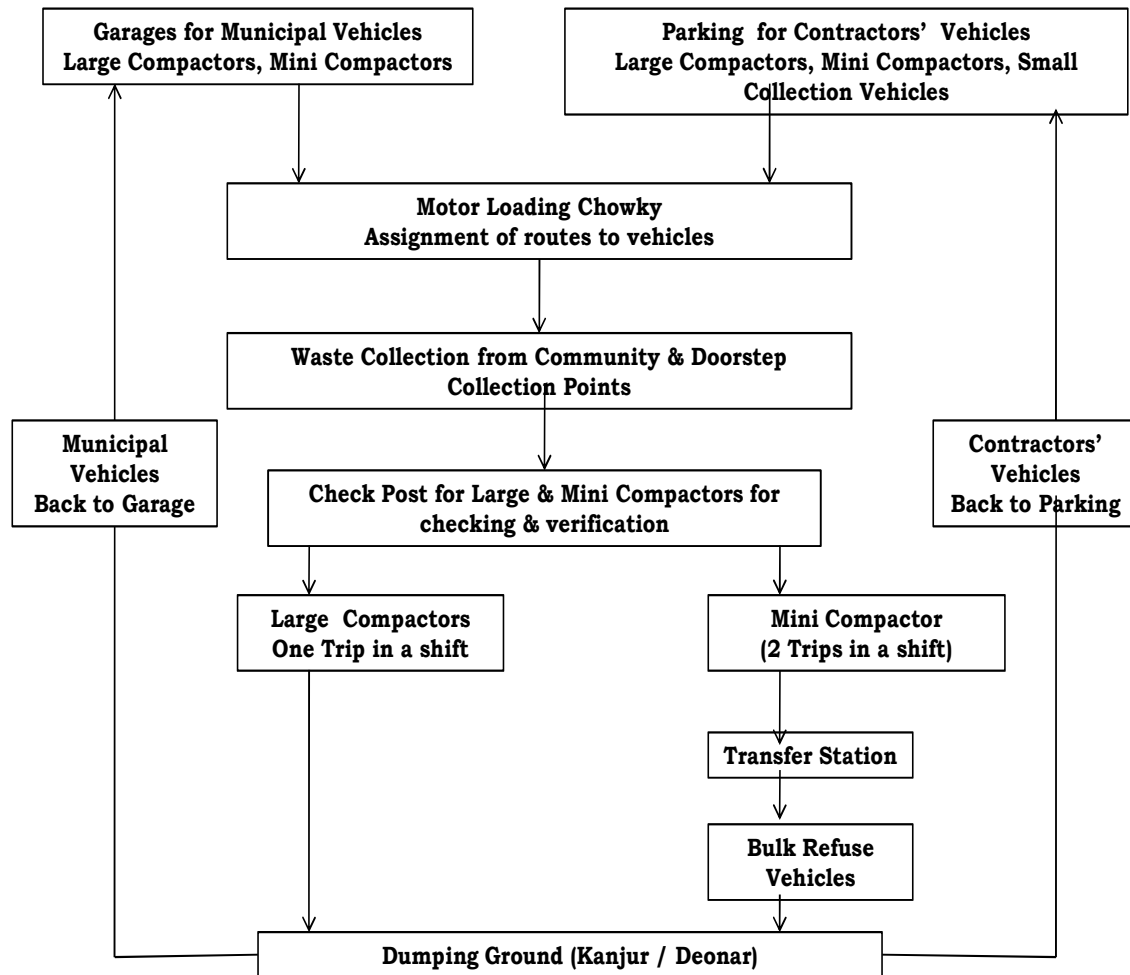 Garages for Municipal Vehicles
Large Compactors, Mini Compactors
Parking for Contractors' Vehicles
Large Compactors, Mini Compactors, Small
Collection Vehicles
Motor Loading Chowky
Assignment of routes to vehicles
Waste Collection from Community & Doorstep
Collection Points
Municipal
Vehicles
Back to Garage
Contractors'
Vehicles
Back to Parking
Check Post for Large & Mini Compactors for
checking & verification
Large Compactors
One Trip in a shift
Mini Compactor
(2 Trips in a shift)
Transfer Station
Bulk Refuse
Vehicles
Dumping Ground (Kanjur / Deonar)